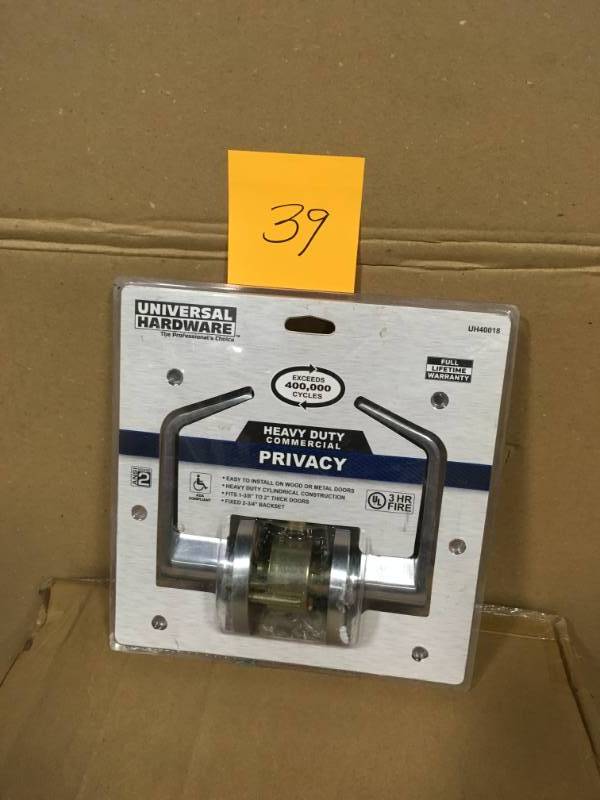 39
UNIVERSAL
HARDWARE
The Professional's Choice
UH40018
FULL
LIFETIME
WARRANTY
EXCEEDS
400,000
CYCLES
HEAVY DUTY
COMMERCIAL
PRIVACY
ANSI
2
ADA
COMPLIANT
• EASY TO INSTALL ON WOOD OR METAL DOORS
• HEAVY DUTY CYLINDRICAL CONSTRUCTION
• FITS 1-3/8" TO 2" THICK DOORS
• FIXED 2-3/4" BACKSET
UL
3 HR
FIRE